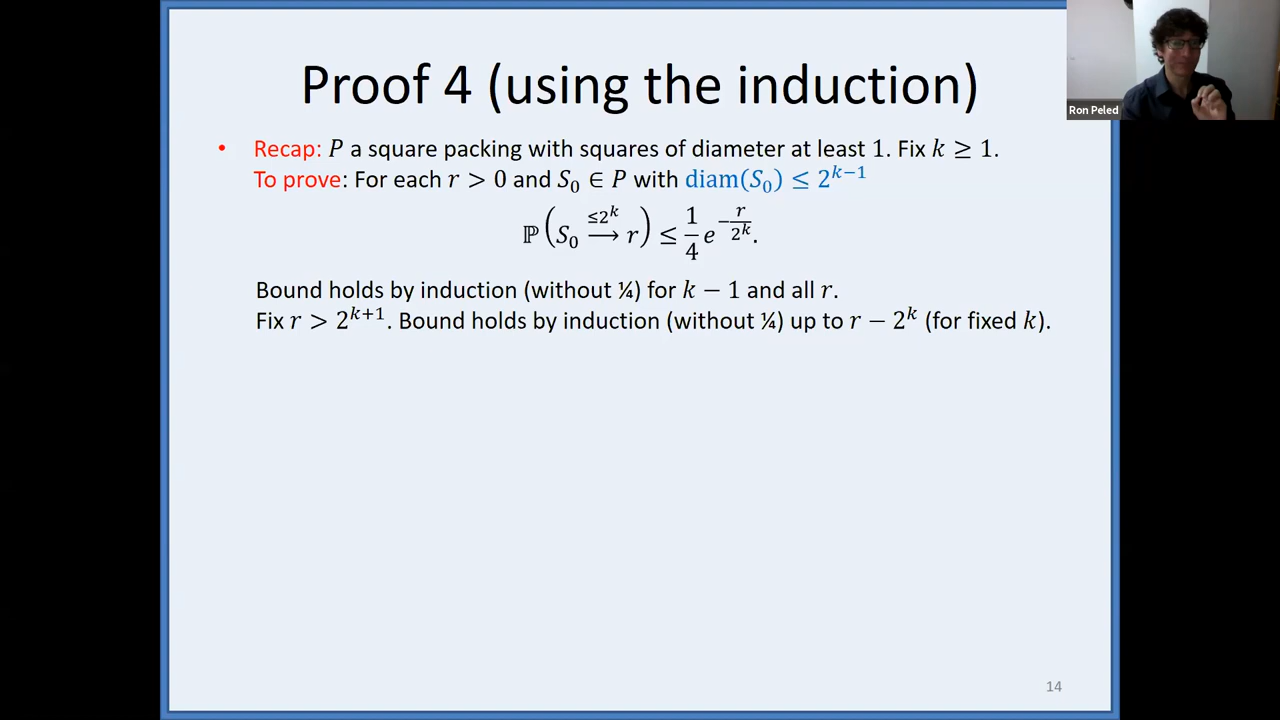 Proof 4 (using the induction)
• Recap: P a square packing with squares of diameter at least 1. Fix k ≥ 1.
To prove: For each r > 0 and S₀ ∈ P with diam(S₀) ≤ 2^{k−1}
ℙ(S₀ \overset{≤2^k}{⟶} r) ≤ \frac{1}{4} e^{−\frac{r}{2^k}}.
Bound holds by induction (without ¼) for k − 1 and all r.
Fix r > 2^{k+1}. Bound holds by induction (without ¼) up to r − 2^k (for fixed k).
14
Ron Peled